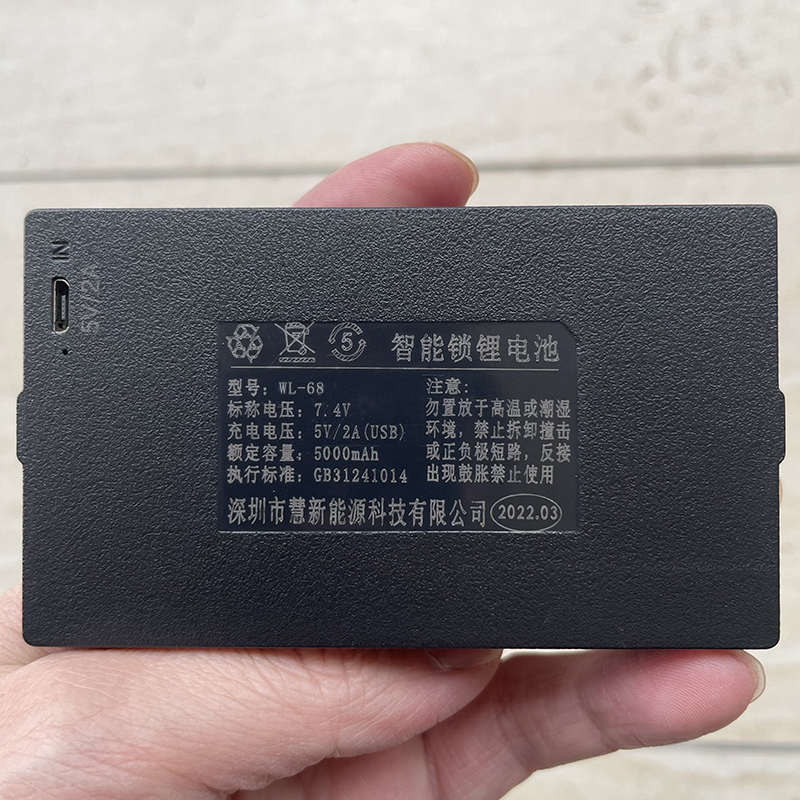 IN
5V/2A
5
智能锁锂电池
型号: WL-68
标称电压: 7.4V
充电电压: 5V/2A(USB)
额定容量: 5000mAh
执行标准: GB31241014
注意:
勿置放于高温或潮湿
环境，禁止拆卸撞击
或正负极短路，反接
出现鼓胀禁止使用
深圳市慧新能源科技有限公司 2022.03